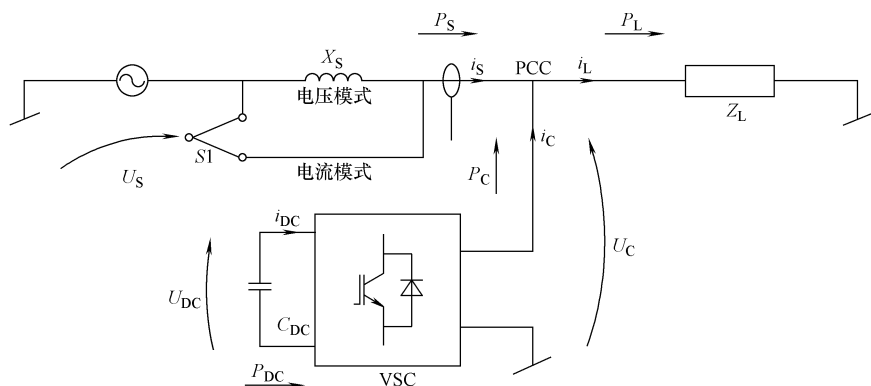 P_S
P_L
X_S
i_S
PCC
i_L
电压模式
Z_L
S1
电流模式
i_C
U_S
P_C
i_DC
U_C
U_DC
C_DC
P_DC
VSC